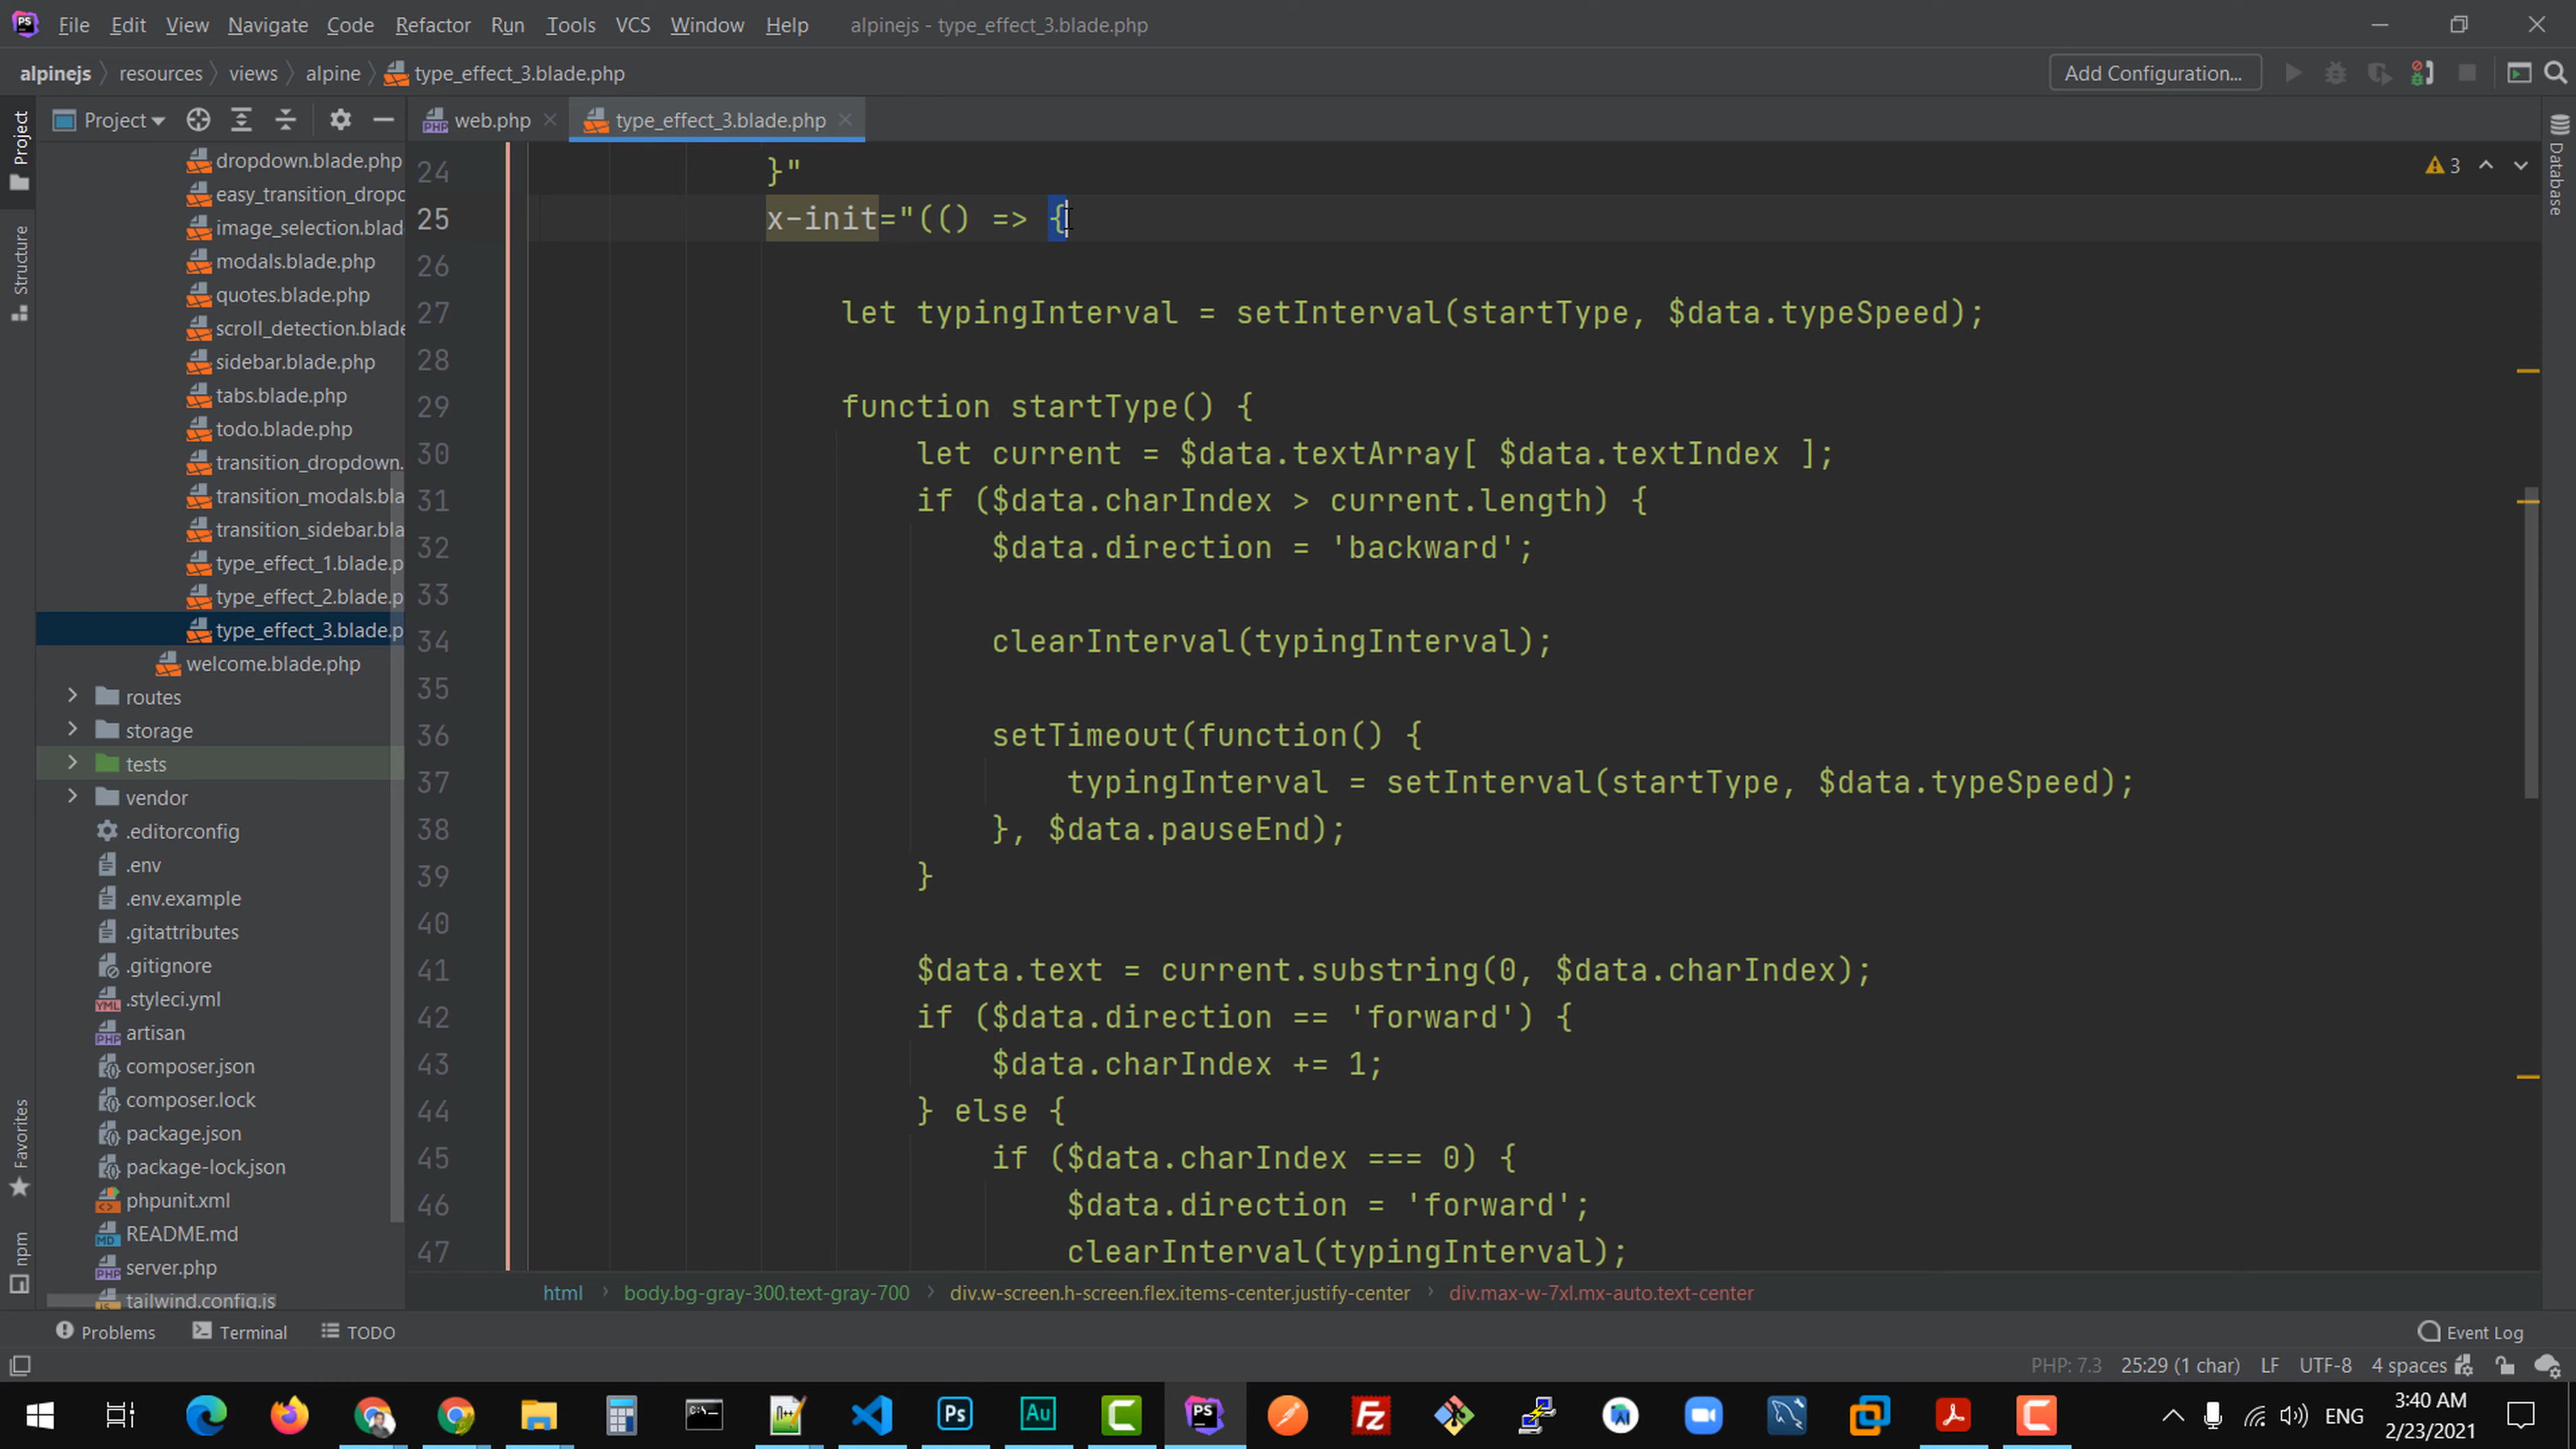 File Edit View Navigate Code Refactor Run Tools VCS Window Help alpinejs - type_effect_3.blade.php
alpinejs resources views alpine type_effect_3.blade.php Add Configuration...
Project Project web.php type_effect_3.blade.php
Structure
Database
dropdown.blade.php
easy_transition_dropd
image_selection.blad
modals.blade.php
quotes.blade.php
scroll_detection.blade
sidebar.blade.php
tabs.blade.php
todo.blade.php
transition_dropdown.
transition_modals.bla
transition_sidebar.bla
type_effect_1.blade.p
type_effect_2.blade.p
type_effect_3.blade.p
welcome.blade.php
routes
storage
tests
vendor
.editorconfig
.env
.env.example
.gitattributes
.gitignore
.styleci.yml
artisan
composer.json
composer.lock
package.json
package-lock.json
phpunit.xml
README.md
server.php
tailwind.config.js
Favorites
npm
3
24 }"
25 x-init="(() => {
26
27 let typingInterval = setInterval(startType, $data.typeSpeed);
28
29 function startType() {
30 let current = $data.textArray[ $data.textIndex ];
31 if ($data.charIndex > current.length) {
32 $data.direction = 'backward';
33
34 clearInterval(typingInterval);
35
36 setTimeout(function() {
37 typingInterval = setInterval(startType, $data.typeSpeed);
38 }, $data.pauseEnd);
39 }
40
41 $data.text = current.substring(0, $data.charIndex);
42 if ($data.direction == 'forward') {
43 $data.charIndex += 1;
44 } else {
45 if ($data.charIndex === 0) {
46 $data.direction = 'forward';
47 clearInterval(typingInterval);
html body.bg-gray-300.text-gray-700 div.w-screen.h-screen.flex.items-center.justify-center div.max-w-7xl.mx-auto.text-center
Problems Terminal TODO Event Log
PHP: 7.3 25:29 (1 char) LF UTF-8 4 spaces
ENG 3:40 AM
2/23/2021